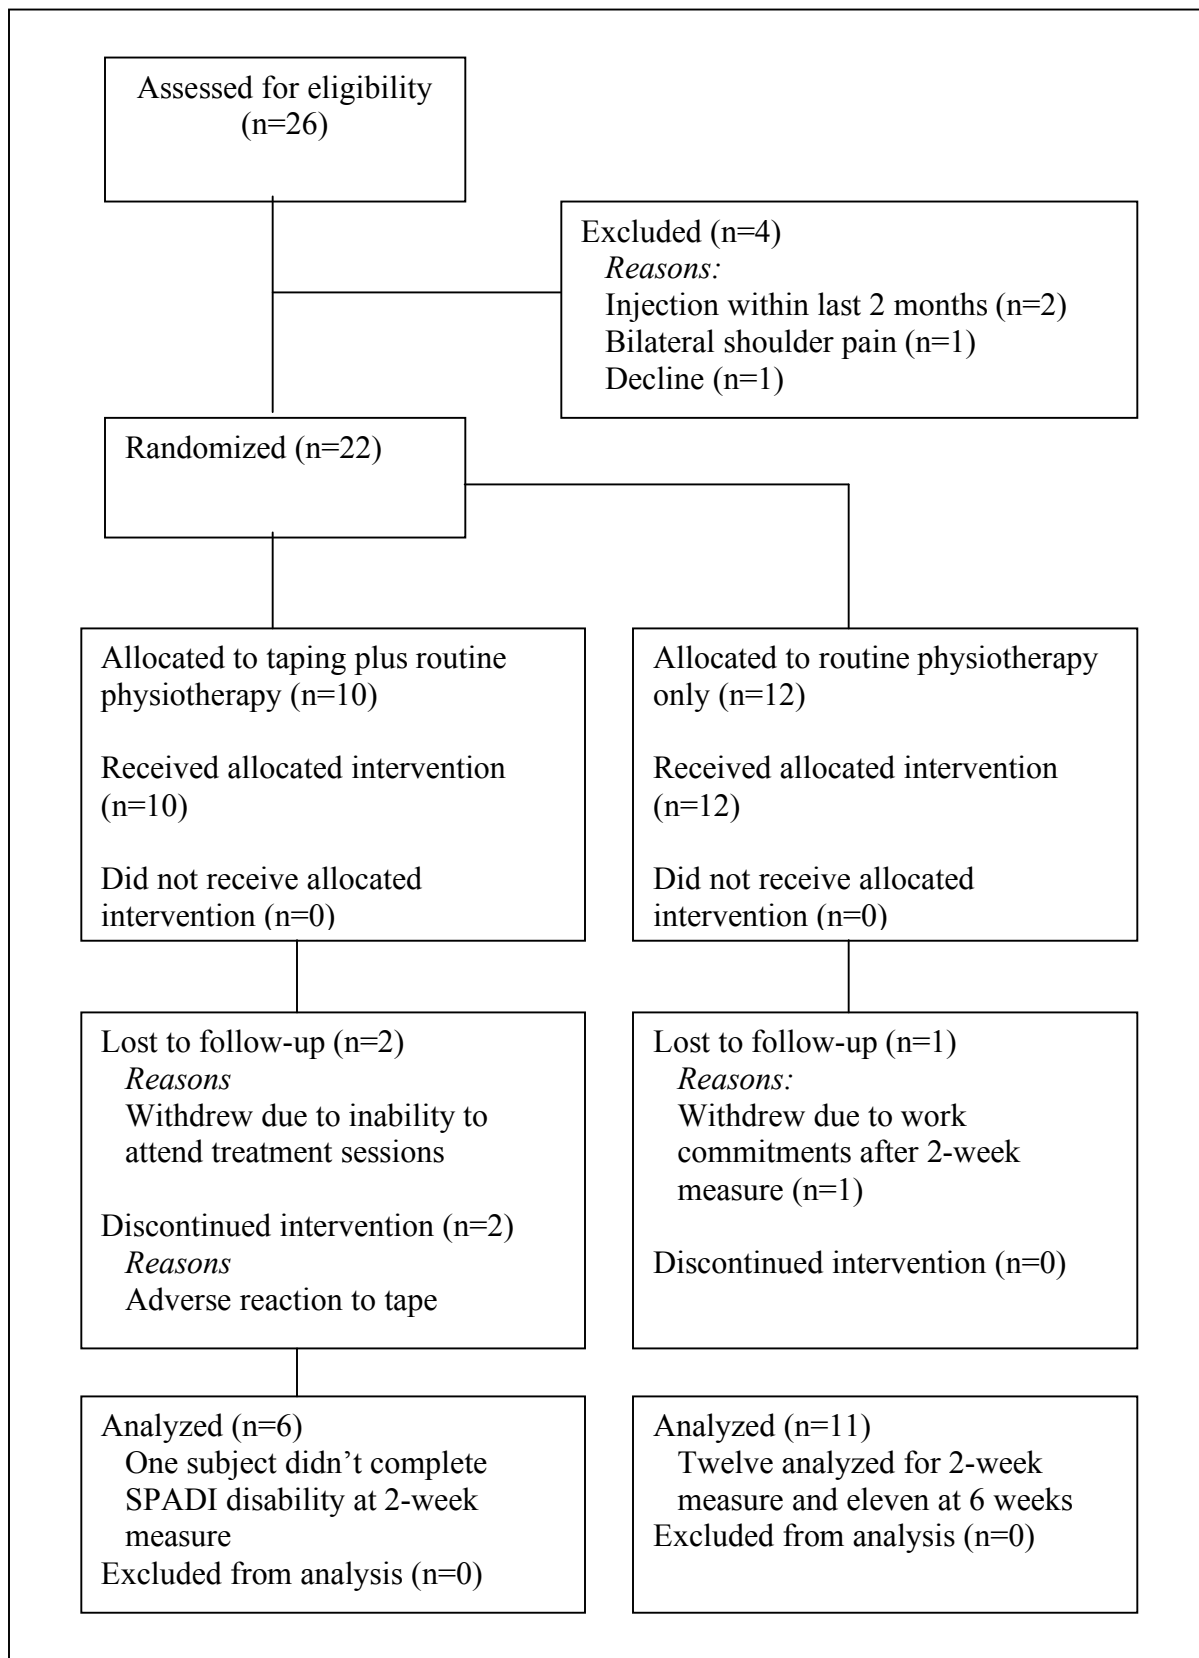 Assessed for eligibility
(n=26)
Excluded (n=4)
Reasons:
Injection within last 2 months (n=2)
Bilateral shoulder pain (n=1)
Decline (n=1)
Randomized (n=22)
Allocated to taping plus routine
physiotherapy (n=10)
Received allocated intervention
(n=10)
Did not receive allocated
intervention (n=0)
Allocated to routine physiotherapy
only (n=12)
Received allocated intervention
(n=12)
Did not receive allocated
intervention (n=0)
Lost to follow-up (n=2)
Reasons
Withdrew due to inability to
attend treatment sessions
Discontinued intervention (n=2)
Reasons
Adverse reaction to tape
Lost to follow-up (n=1)
Reasons:
Withdrew due to work
commitments after 2-week
measure (n=1)
Discontinued intervention (n=0)
Analyzed (n=6)
One subject didn’t complete
SPADI disability at 2-week
measure
Excluded from analysis (n=0)
Analyzed (n=11)
Twelve analyzed for 2-week
measure and eleven at 6 weeks
Excluded from analysis (n=0)